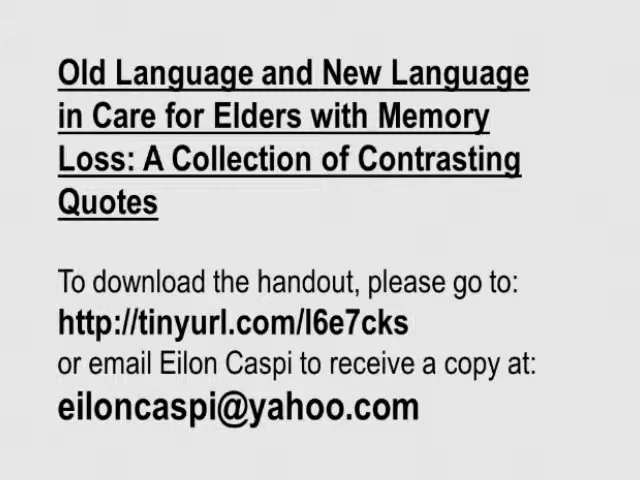 Old Language and New Language
in Care for Elders with Memory
Loss: A Collection of Contrasting
Quotes
To download the handout, please go to:
http://tinyurl.com/l6e7cks
or email Eilon Caspi to receive a copy at:
eiloncaspi@yahoo.com